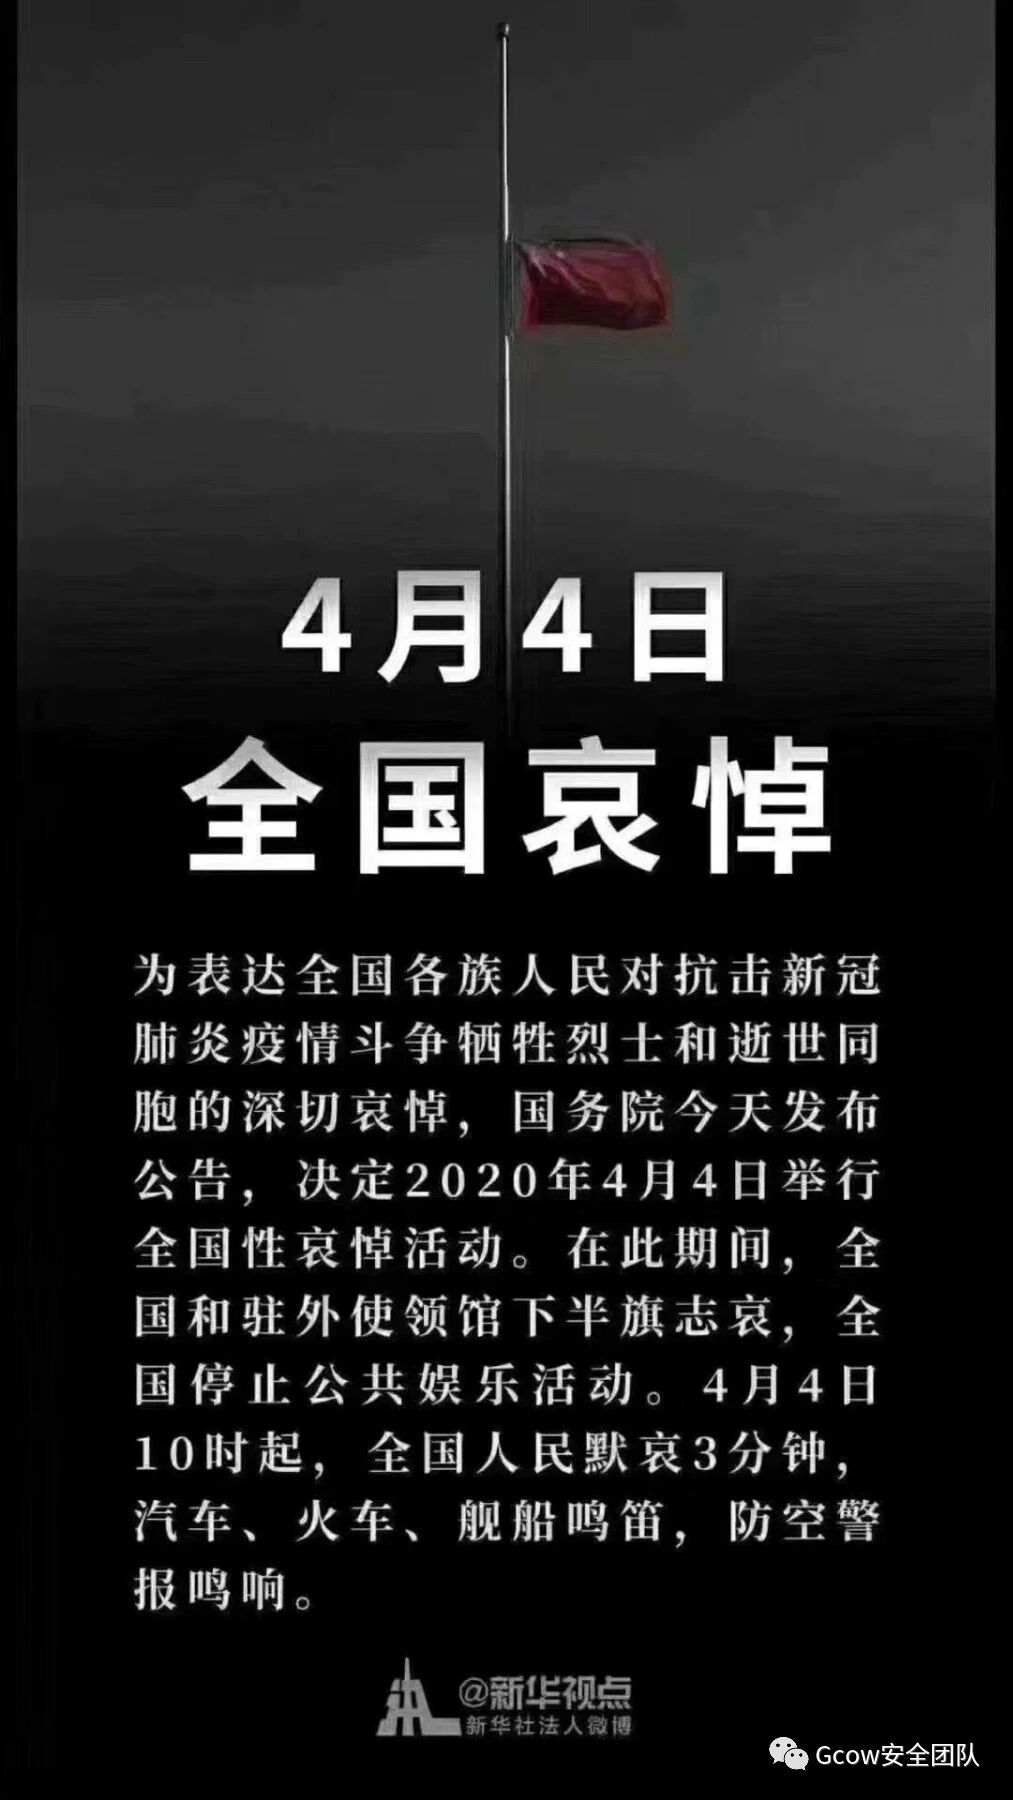 4月4日
全国哀悼
为表达全国各族人民对抗击新冠
肺炎疫情斗争牺牲烈士和逝世同
胞的深切哀悼，国务院今天发布
公告，决定2020年4月4日举行
全国性哀悼活动。在此期间，全
国和驻外使领馆下半旗志哀，全
国停止公共娱乐活动。4月4日
10时起，全国人民默哀3分钟，
汽车、火车、舰船鸣笛，防空警
报鸣响。
@新华视点
新华社法人微博
Gcow安全团队